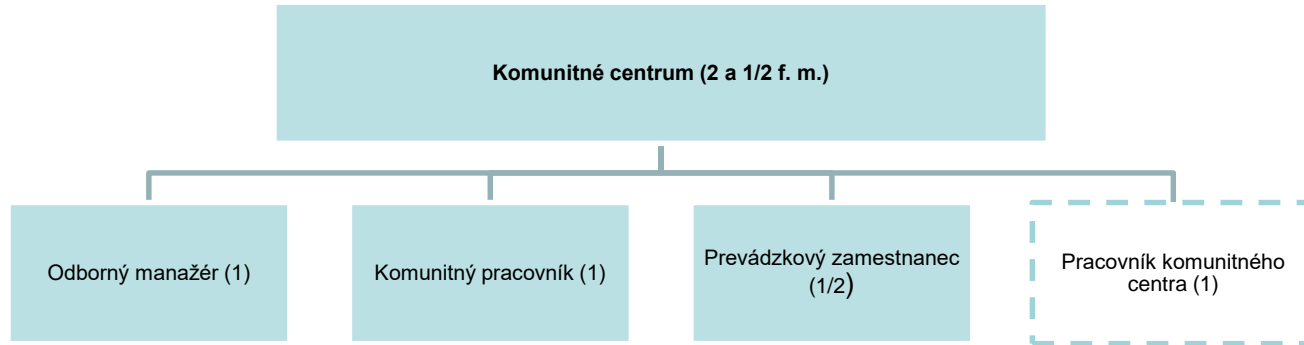 Komunitné centrum (2 a 1/2 f. m.)
Odborný manažér (1)
Komunitný pracovník (1)
Prevádzkový zamestnanec
(1/2)
Pracovník komunitného
centra (1)